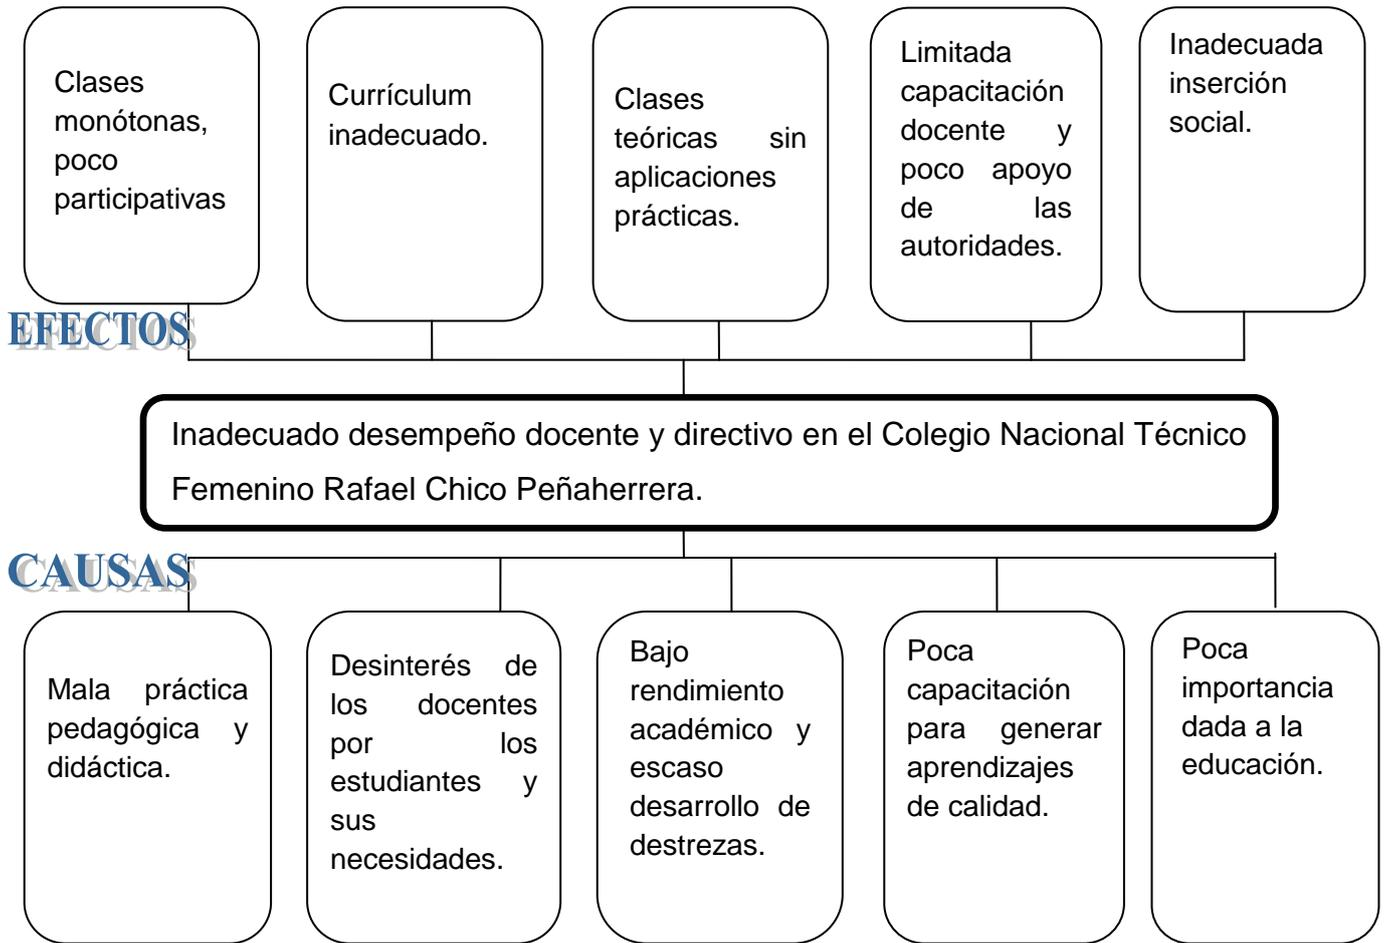 Clases
monótonas,
poco
participativas
Currículum
inadecuado.
Clases
teóricas sin
aplicaciones
prácticas.
Limitada
capacitación
docente y
poco apoyo
de las
autoridades.
Inadecuada
inserción
social.
EFECTOS
Inadecuado desempeño docente y directivo en el Colegio Nacional Técnico
Femenino Rafael Chico Peñaherrera.
CAUSAS
Mala práctica
pedagógica y
didáctica.
Desinterés de
los docentes
por los
estudiantes y
sus
necesidades.
Bajo
rendimiento
académico y
escaso
desarrollo de
destrezas.
Poca
capacitación
para generar
aprendizajes
de calidad.
Poca
importancia
dada a la
educación.